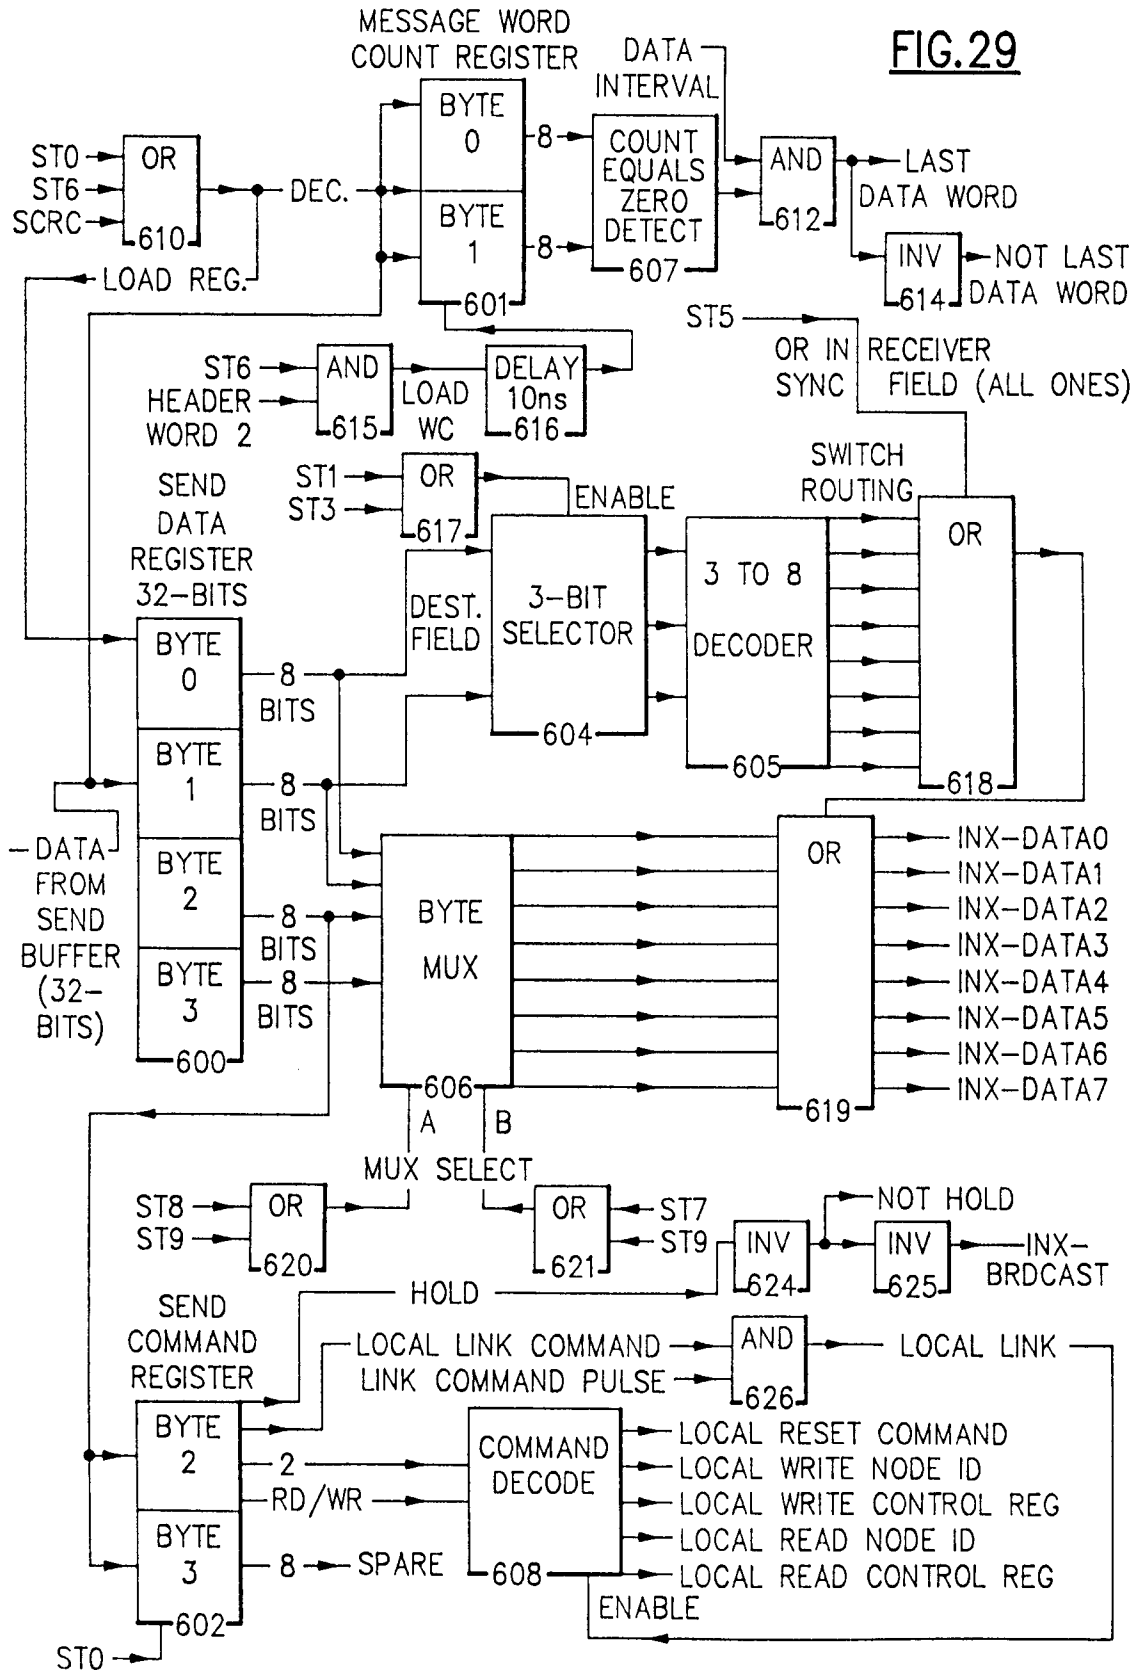 FIG.29
MESSAGE WORD
COUNT REGISTER
DATA
INTERVAL
BYTE
0
BYTE
1
601
8
8
COUNT
EQUALS
ZERO
DETECT
607
AND
612
LAST
DATA WORD
INV
614
NOT LAST
DATA WORD
ST0
ST6
SCRC
OR
610
DEC.
LOAD REG.
ST5
OR IN RECEIVER
SYNC FIELD (ALL ONES)
ST6
HEADER
WORD 2
AND
615
LOAD
WC
DELAY
10ns
616
SEND
DATA
REGISTER
32-BITS
ST1
ST3
OR
617
ENABLE
SWITCH
ROUTING
DEST.
FIELD
3-BIT
SELECTOR
604
3 TO 8
DECODER
605
OR
618
BYTE
0
8
BITS
BYTE
1
8
BITS
BYTE
2
8
BITS
BYTE
3
8
BITS
600
-DATA
FROM
SEND
BUFFER
(32-
BITS)
BYTE
MUX
606
A
B
MUX SELECT
OR
619
INX-DATA0
INX-DATA1
INX-DATA2
INX-DATA3
INX-DATA4
INX-DATA5
INX-DATA6
INX-DATA7
ST8
ST9
OR
620
OR
621
ST7
ST9
INV
624
NOT HOLD
INV
625
INX-
BRDCAST
HOLD
SEND
COMMAND
REGISTER
LOCAL LINK COMMAND
LINK COMMAND PULSE
AND
626
LOCAL LINK
BYTE
2
2
RD/WR
BYTE
3
8
SPARE
602
ST0
COMMAND
DECODE
608
ENABLE
LOCAL RESET COMMAND
LOCAL WRITE NODE ID
LOCAL WRITE CONTROL REG
LOCAL READ NODE ID
LOCAL READ CONTROL REG